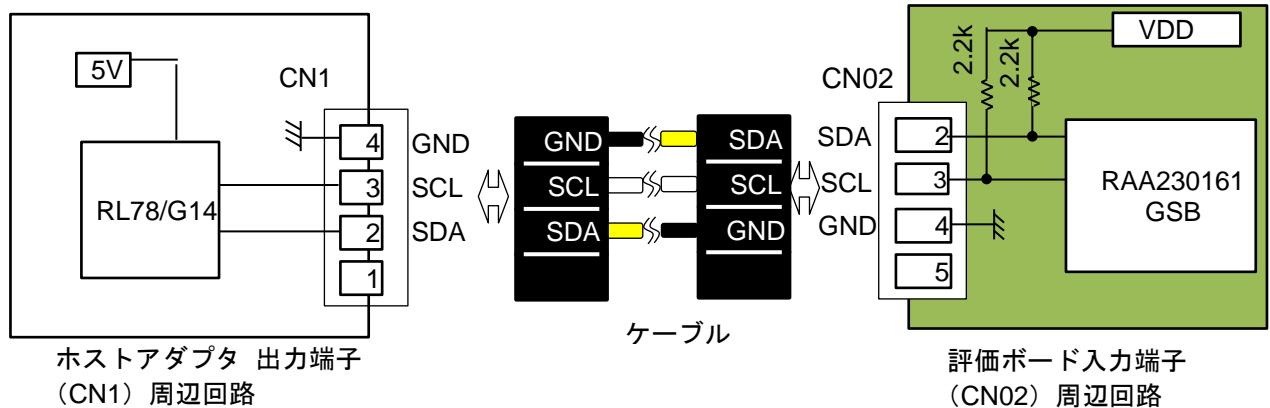 5V
CN1
RL78/G14
4 GND
3 SCL
2 SDA
1
GND
SCL
SDA
SDA
SCL
GND
ケーブル
CN02
SDA 2
SCL 3
GND 4
5
2.2k
2.2k
VDD
RAA230161
GSB
ホストアダプタ 出力端子
（CN1）周辺回路
評価ボード入力端子
（CN02）周辺回路